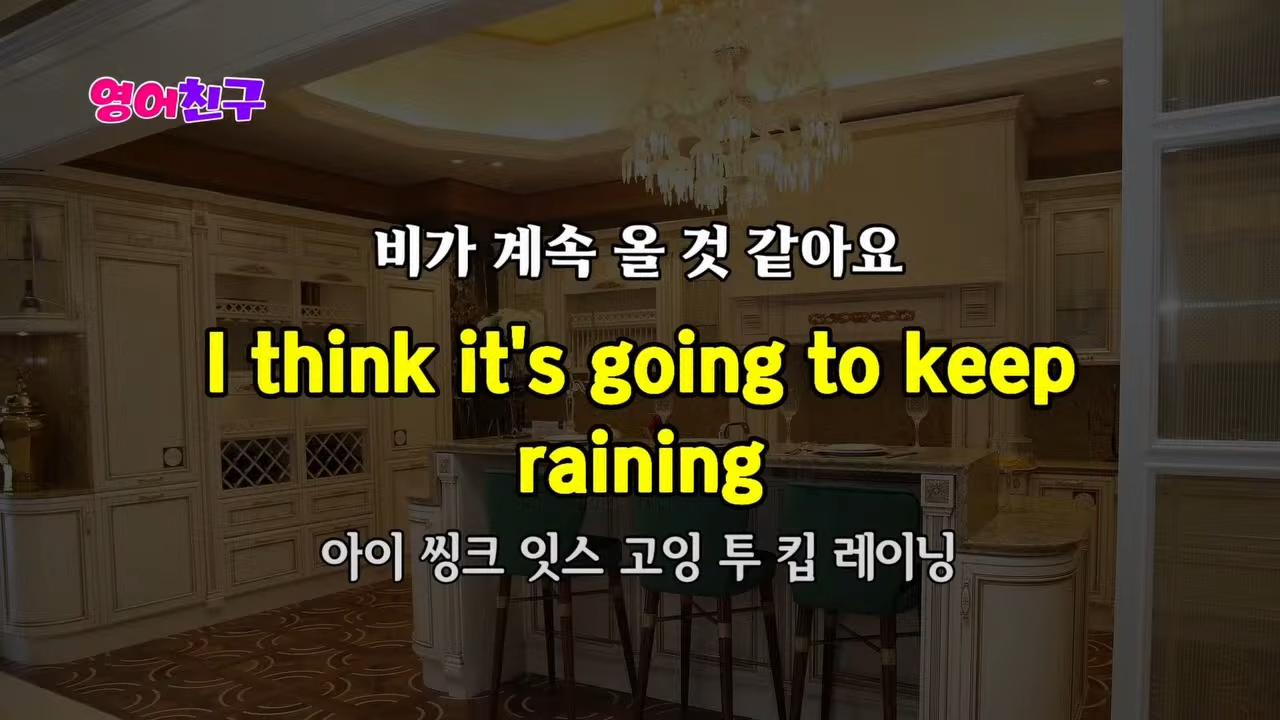 영어친구
비가 계속 올 것 같아요
I think it's going to keep
raining
아이 씽크 잇스 고잉 투 킵 레이닝